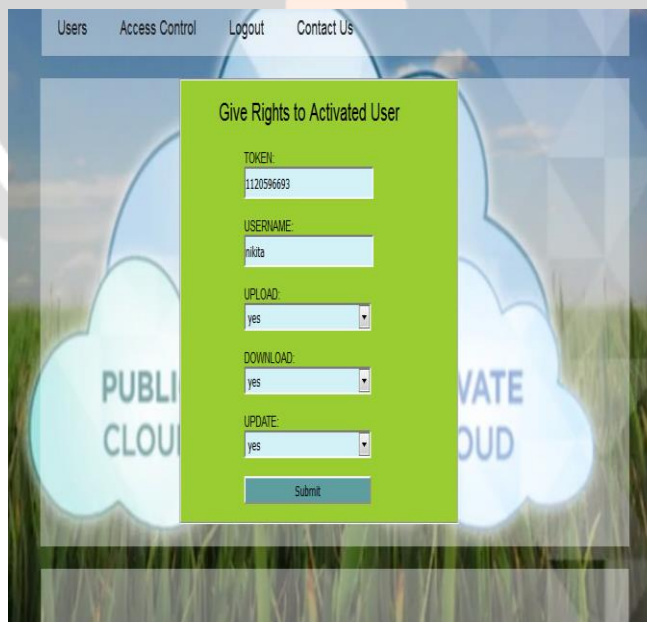 Users Access Control Logout Contact Us
Give Rights to Activated User
TOKEN:
1120596693
USERNAME:
nikita
UPLOAD:
yes
DOWNLOAD:
yes
UPDATE:
yes
Submit
PUBLI VATE
CLOU OUD